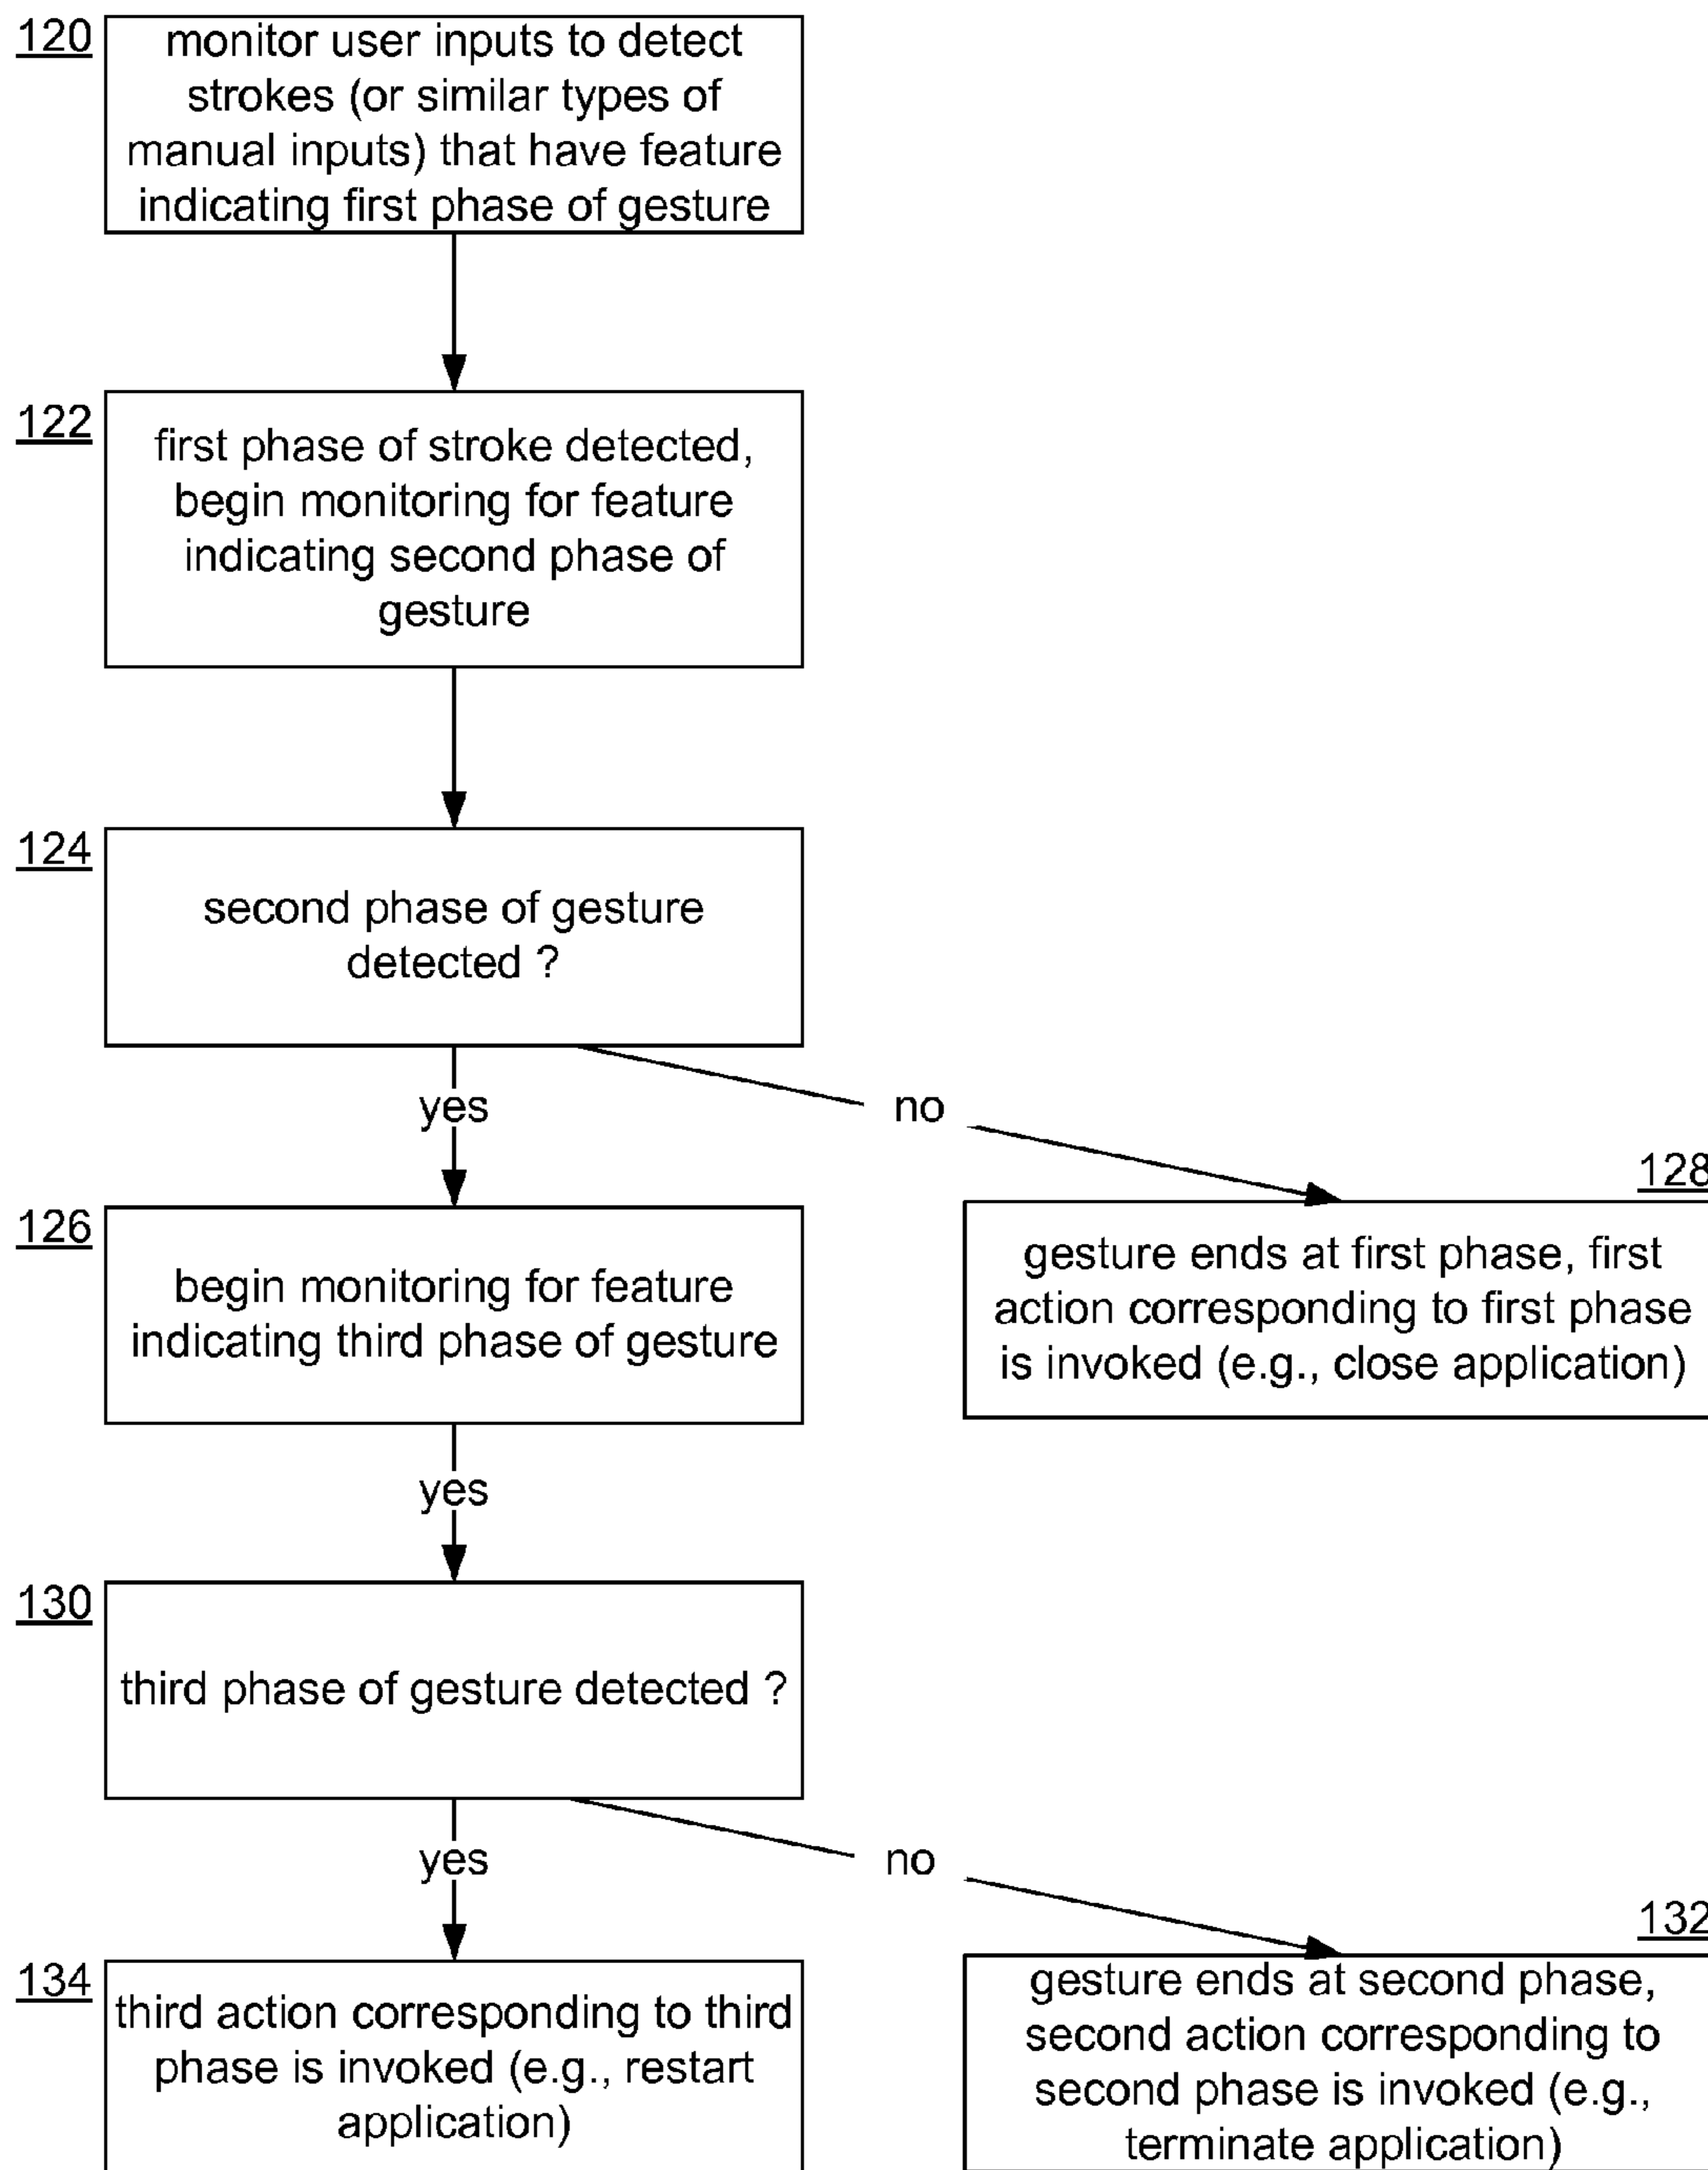 120
monitor user inputs to detect
strokes (or similar types of
manual inputs) that have feature
indicating first phase of gesture
122
first phase of stroke detected,
begin monitoring for feature
indicating second phase of
gesture
124
second phase of gesture
detected ?
yes
no
126
begin monitoring for feature
indicating third phase of gesture
128
gesture ends at first phase, first
action corresponding to first phase
is invoked (e.g., close application)
yes
130
third phase of gesture detected ?
yes
no
134
third action corresponding to third
phase is invoked (e.g., restart
application)
132
gesture ends at second phase,
second action corresponding to
second phase is invoked (e.g.,
terminate application)